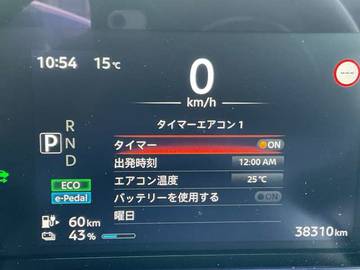 10:54 15℃
0
km/h
タイマーエアコン 1
タイマー ON
出発時刻 12:00 AM
エアコン温度 25℃
バッテリーを使用する ON
曜日
R
N
P
D
ECO
e-Pedal
60km
43%
38310km